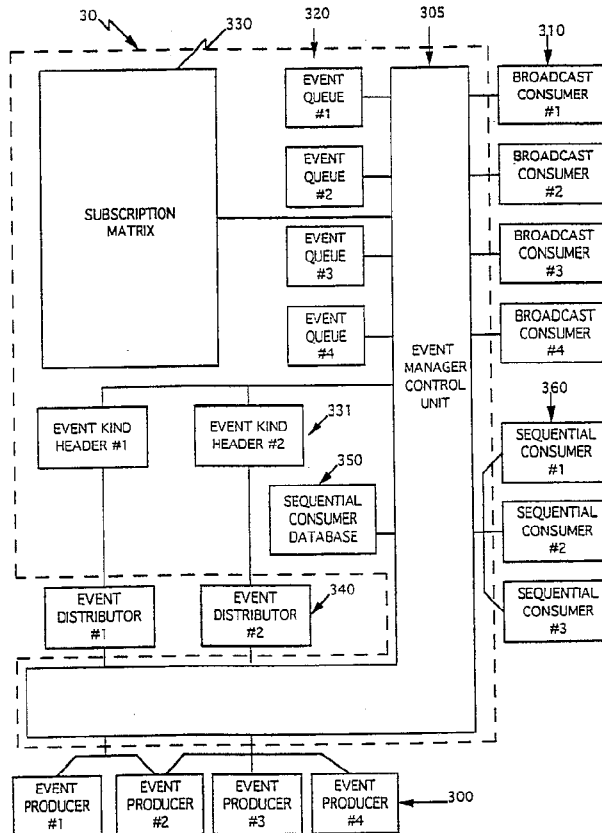 30
330
320
305
310
SUBSCRIPTION
MATRIX
EVENT
QUEUE
#1
EVENT
QUEUE
#2
EVENT
QUEUE
#3
EVENT
QUEUE
#4
EVENT
MANAGER
CONTROL
UNIT
BROADCAST
CONSUMER
#1
BROADCAST
CONSUMER
#2
BROADCAST
CONSUMER
#3
BROADCAST
CONSUMER
#4
EVENT KIND
HEADER #1
EVENT KIND
HEADER #2
331
350
SEQUENTIAL
CONSUMER
DATABASE
360
SEQUENTIAL
CONSUMER
#1
SEQUENTIAL
CONSUMER
#2
SEQUENTIAL
CONSUMER
#3
EVENT
DISTRIBUTOR
#1
EVENT
DISTRIBUTOR
#2
340
EVENT
PRODUCER
#1
EVENT
PRODUCER
#2
EVENT
PRODUCER
#3
EVENT
PRODUCER
#4
300